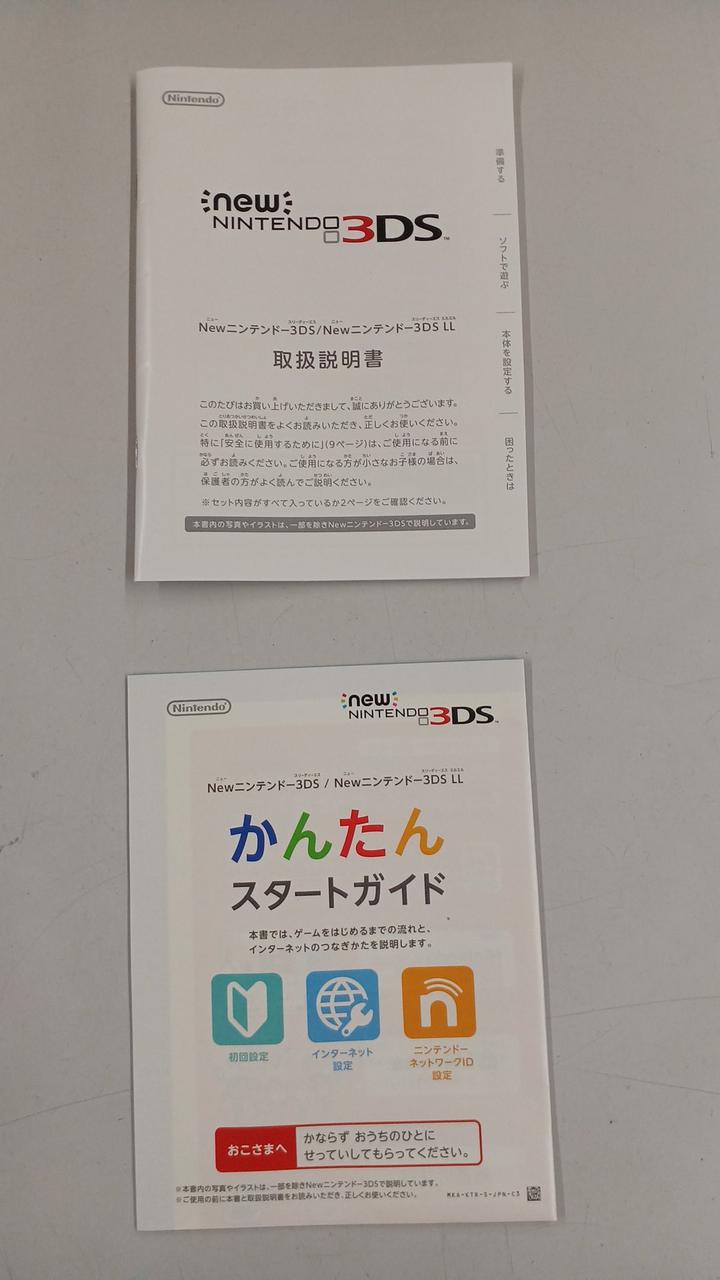 Nintendo
new
NINTENDO 3DS™
準備する
ソフトで遊ぶ
本体を設定する
困ったときは
Newニンテンドー3DS/Newニンテンドー3DS LL
取扱説明書
このたびはお買い上げいただきまして、誠にありがとうございます。
この取扱説明書をよくお読みいただき、正しくお使いください。
特に「安全に使用するために」(9ページ)は、ご使用になる前に
必ずお読みください。ご使用になる方が小さなお子様の場合は、
保護者の方がよく読んでご説明ください。
※セット内容がすべて入っているか2ページをご確認ください。
本書内の写真やイラストは、一部を除きNewニンテンドー3DSで説明しています。
Nintendo
new
NINTENDO 3DS™
Newニンテンドー3DS / Newニンテンドー3DS LL
かんたん
スタートガイド
本書では、ゲームをはじめるまでの流れと、
インターネットのつなぎかたを説明します。
初回設定
インターネット
設定
ニンテンドー
ネットワークID
設定
おこさまへ
かならず おうちのひとに
せっていしてもらってください。
※本書内の写真やイラストは、一部を除きNewニンテンドー3DSで説明しています。
※ご使用の前に本書と取扱説明書をお読みいただき、正しくお使いください。
MKA-KTR-S-JPN-C3